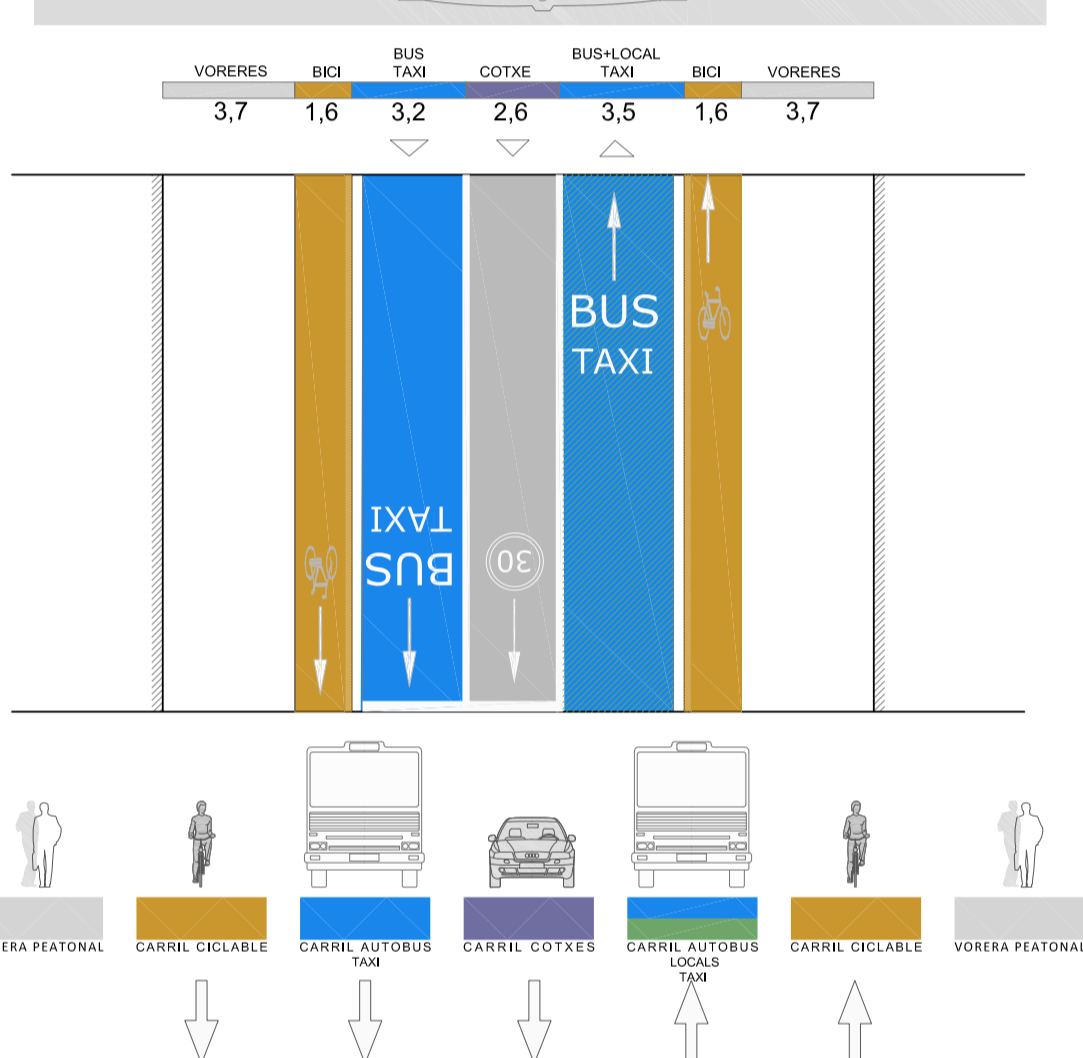 VORERES
BICI
BUS
TAXI
COTXE
BUS+LOCAL
TAXI
BICI
VORERES
3,7
1,6
3,2
2,6
3,5
1,6
3,7
BUS
TAXI
BUS
TAXI
30
ERA PEATONAL
CARRIL CICLABLE
CARRIL AUTOBUS
TAXI
CARRIL COTXES
CARRIL AUTOBUS
LOCALS
TAXI
CARRIL CICLABLE
VORERA PEATONAL